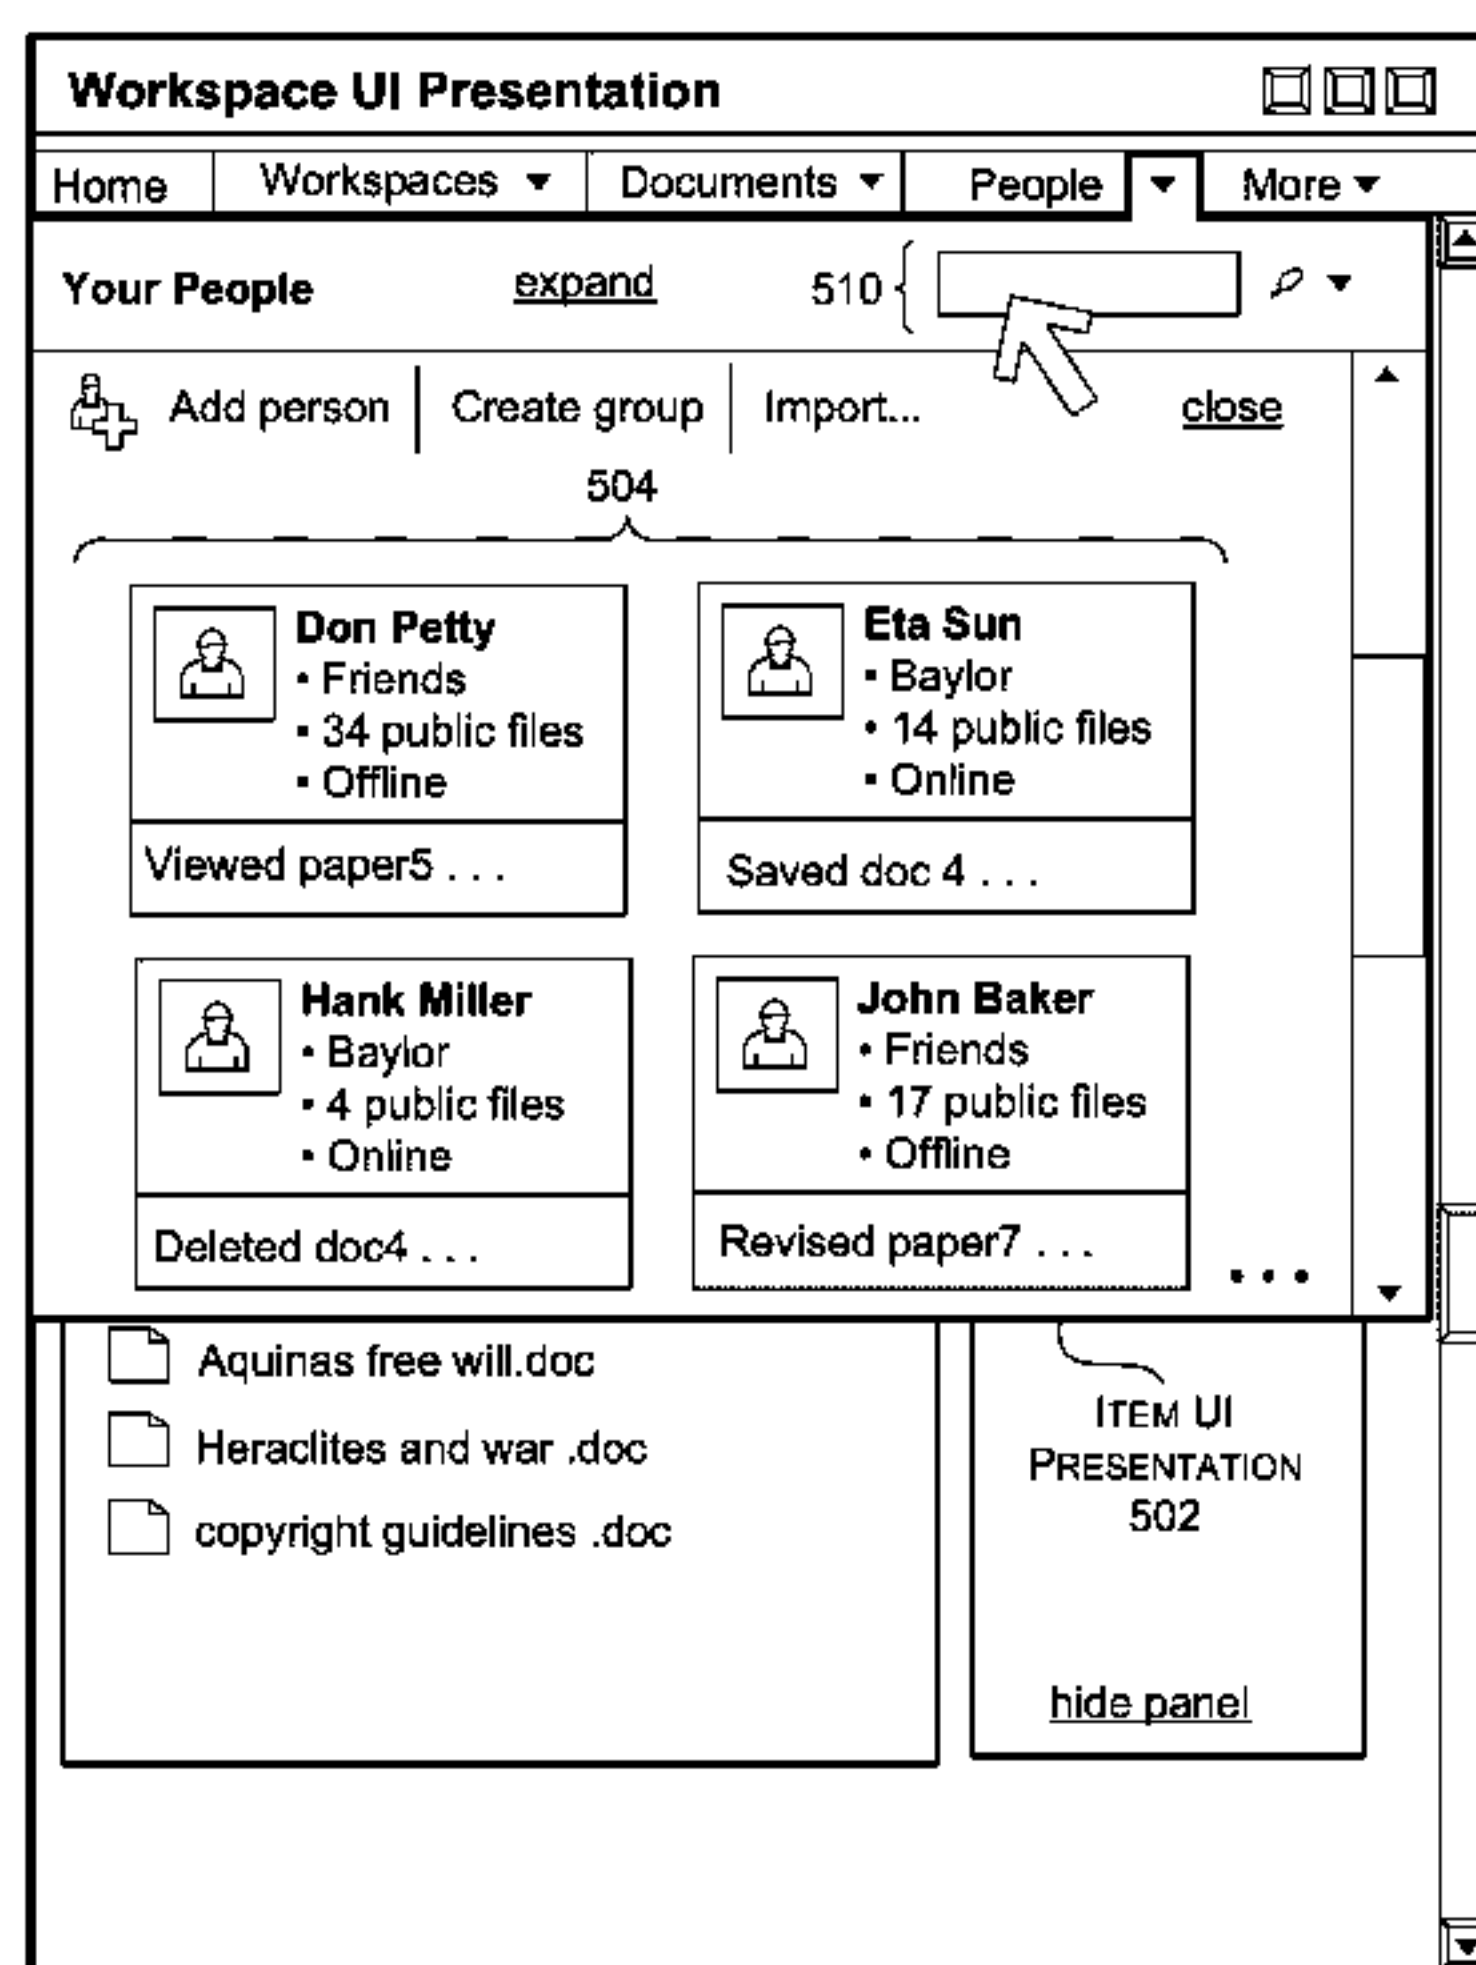 Workspace UI Presentation
Home Workspaces Documents People More
Your People expand 510
Add person Create group Import... close
504
Don Petty
• Friends
• 34 public files
• Offline
Viewed paper5 . . .
Eta Sun
• Baylor
• 14 public files
• Online
Saved doc 4 . . .
Hank Miller
• Baylor
• 4 public files
• Online
Deleted doc4 . . .
John Baker
• Friends
• 17 public files
• Offline
Revised paper7 . . .
• • •
Aquinas free will.doc
Heraclites and war .doc
copyright guidelines .doc
ITEM UI
PRESENTATION
502
hide panel